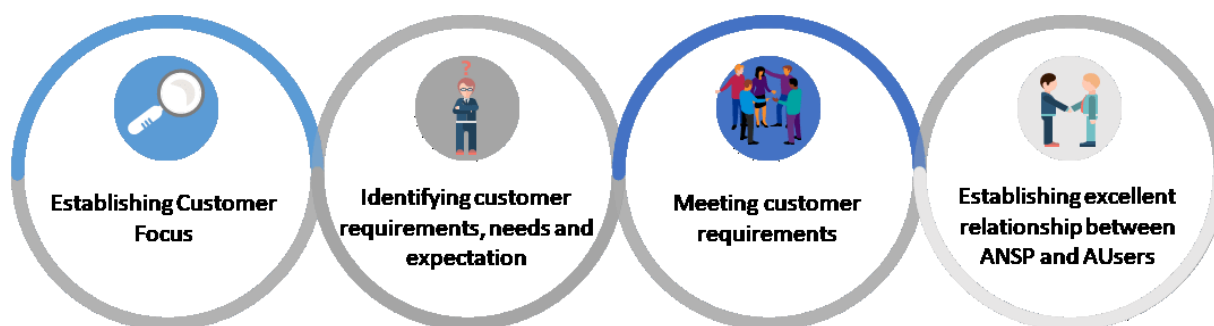 ?
Establishing Customer
Focus
Identifying customer
requirements, needs and
expectation
Meeting customer
requirements
Establishing excellent
relationship between
ANSP and AUsers